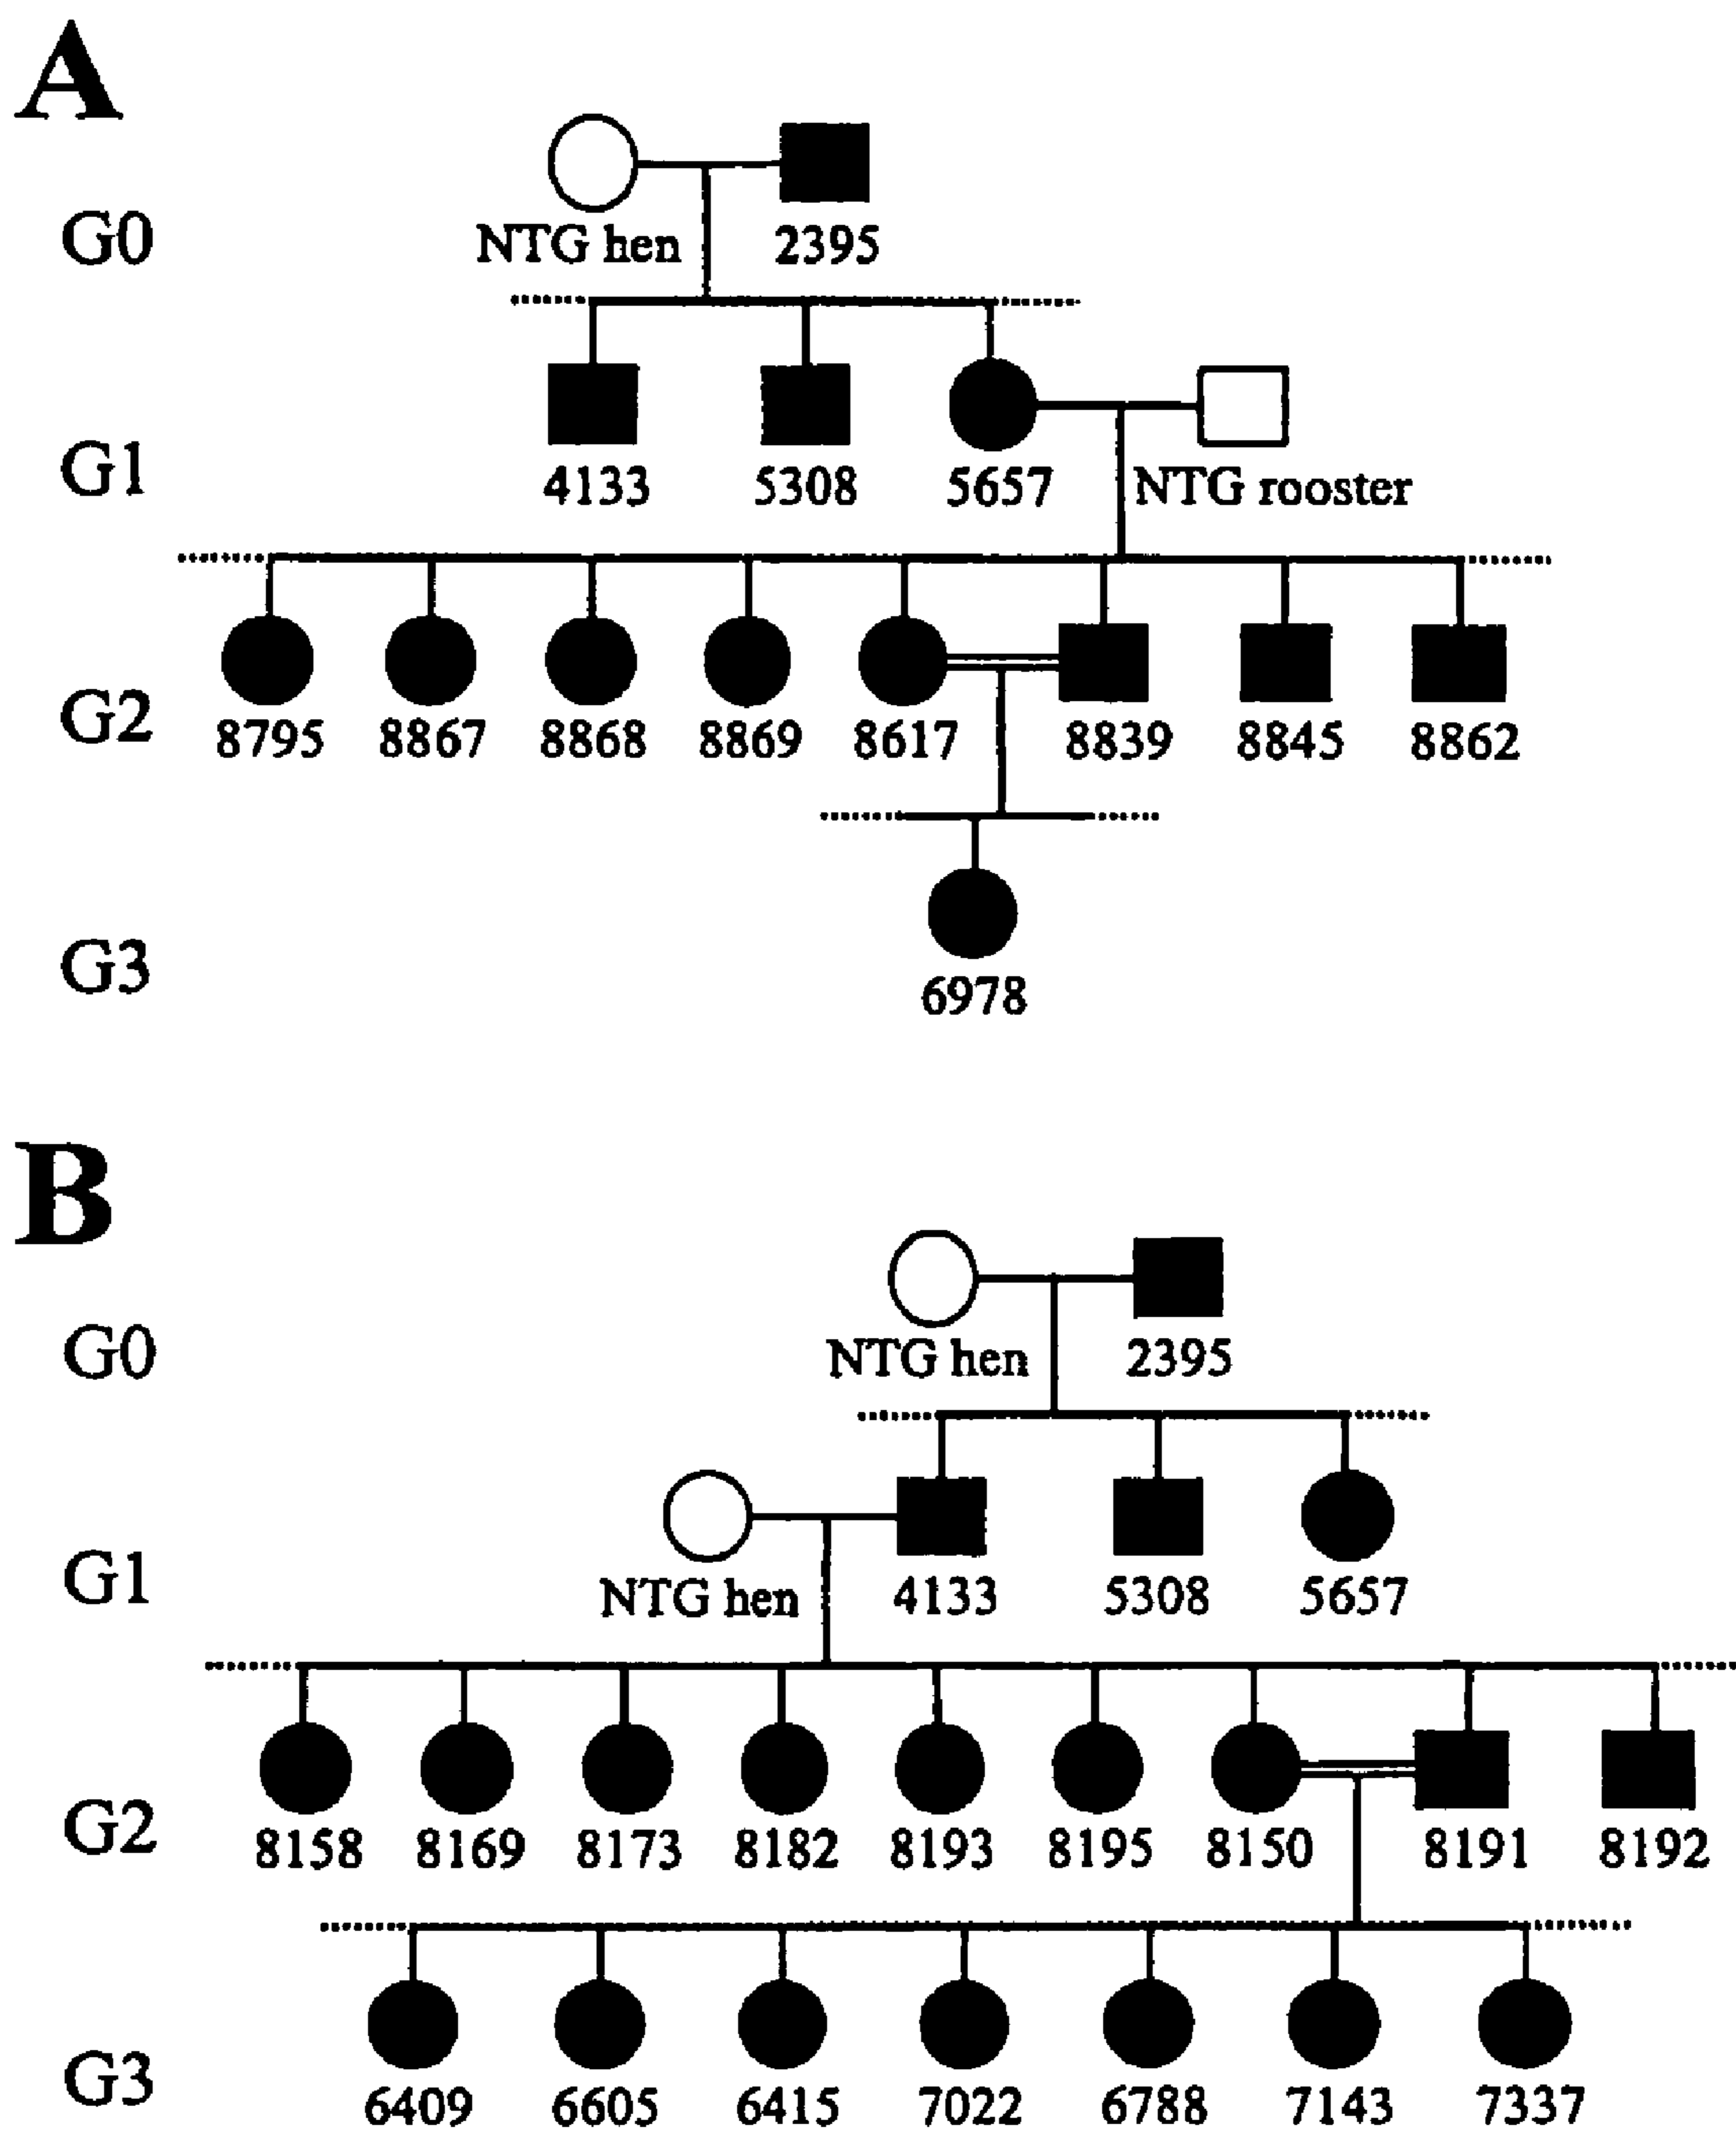 A
G0
NTG hen 2395
G1
4133 5308 5657 NTG rooster
G2
8795 8867 8868 8869 8617 8839 8845 8862
G3
6978
B
G0
NTG hen 2395
G1
NTG hen 4133 5308 5657
G2
8158 8169 8173 8182 8193 8195 8150 8191 8192
G3
6409 6605 6415 7022 6788 7143 7337